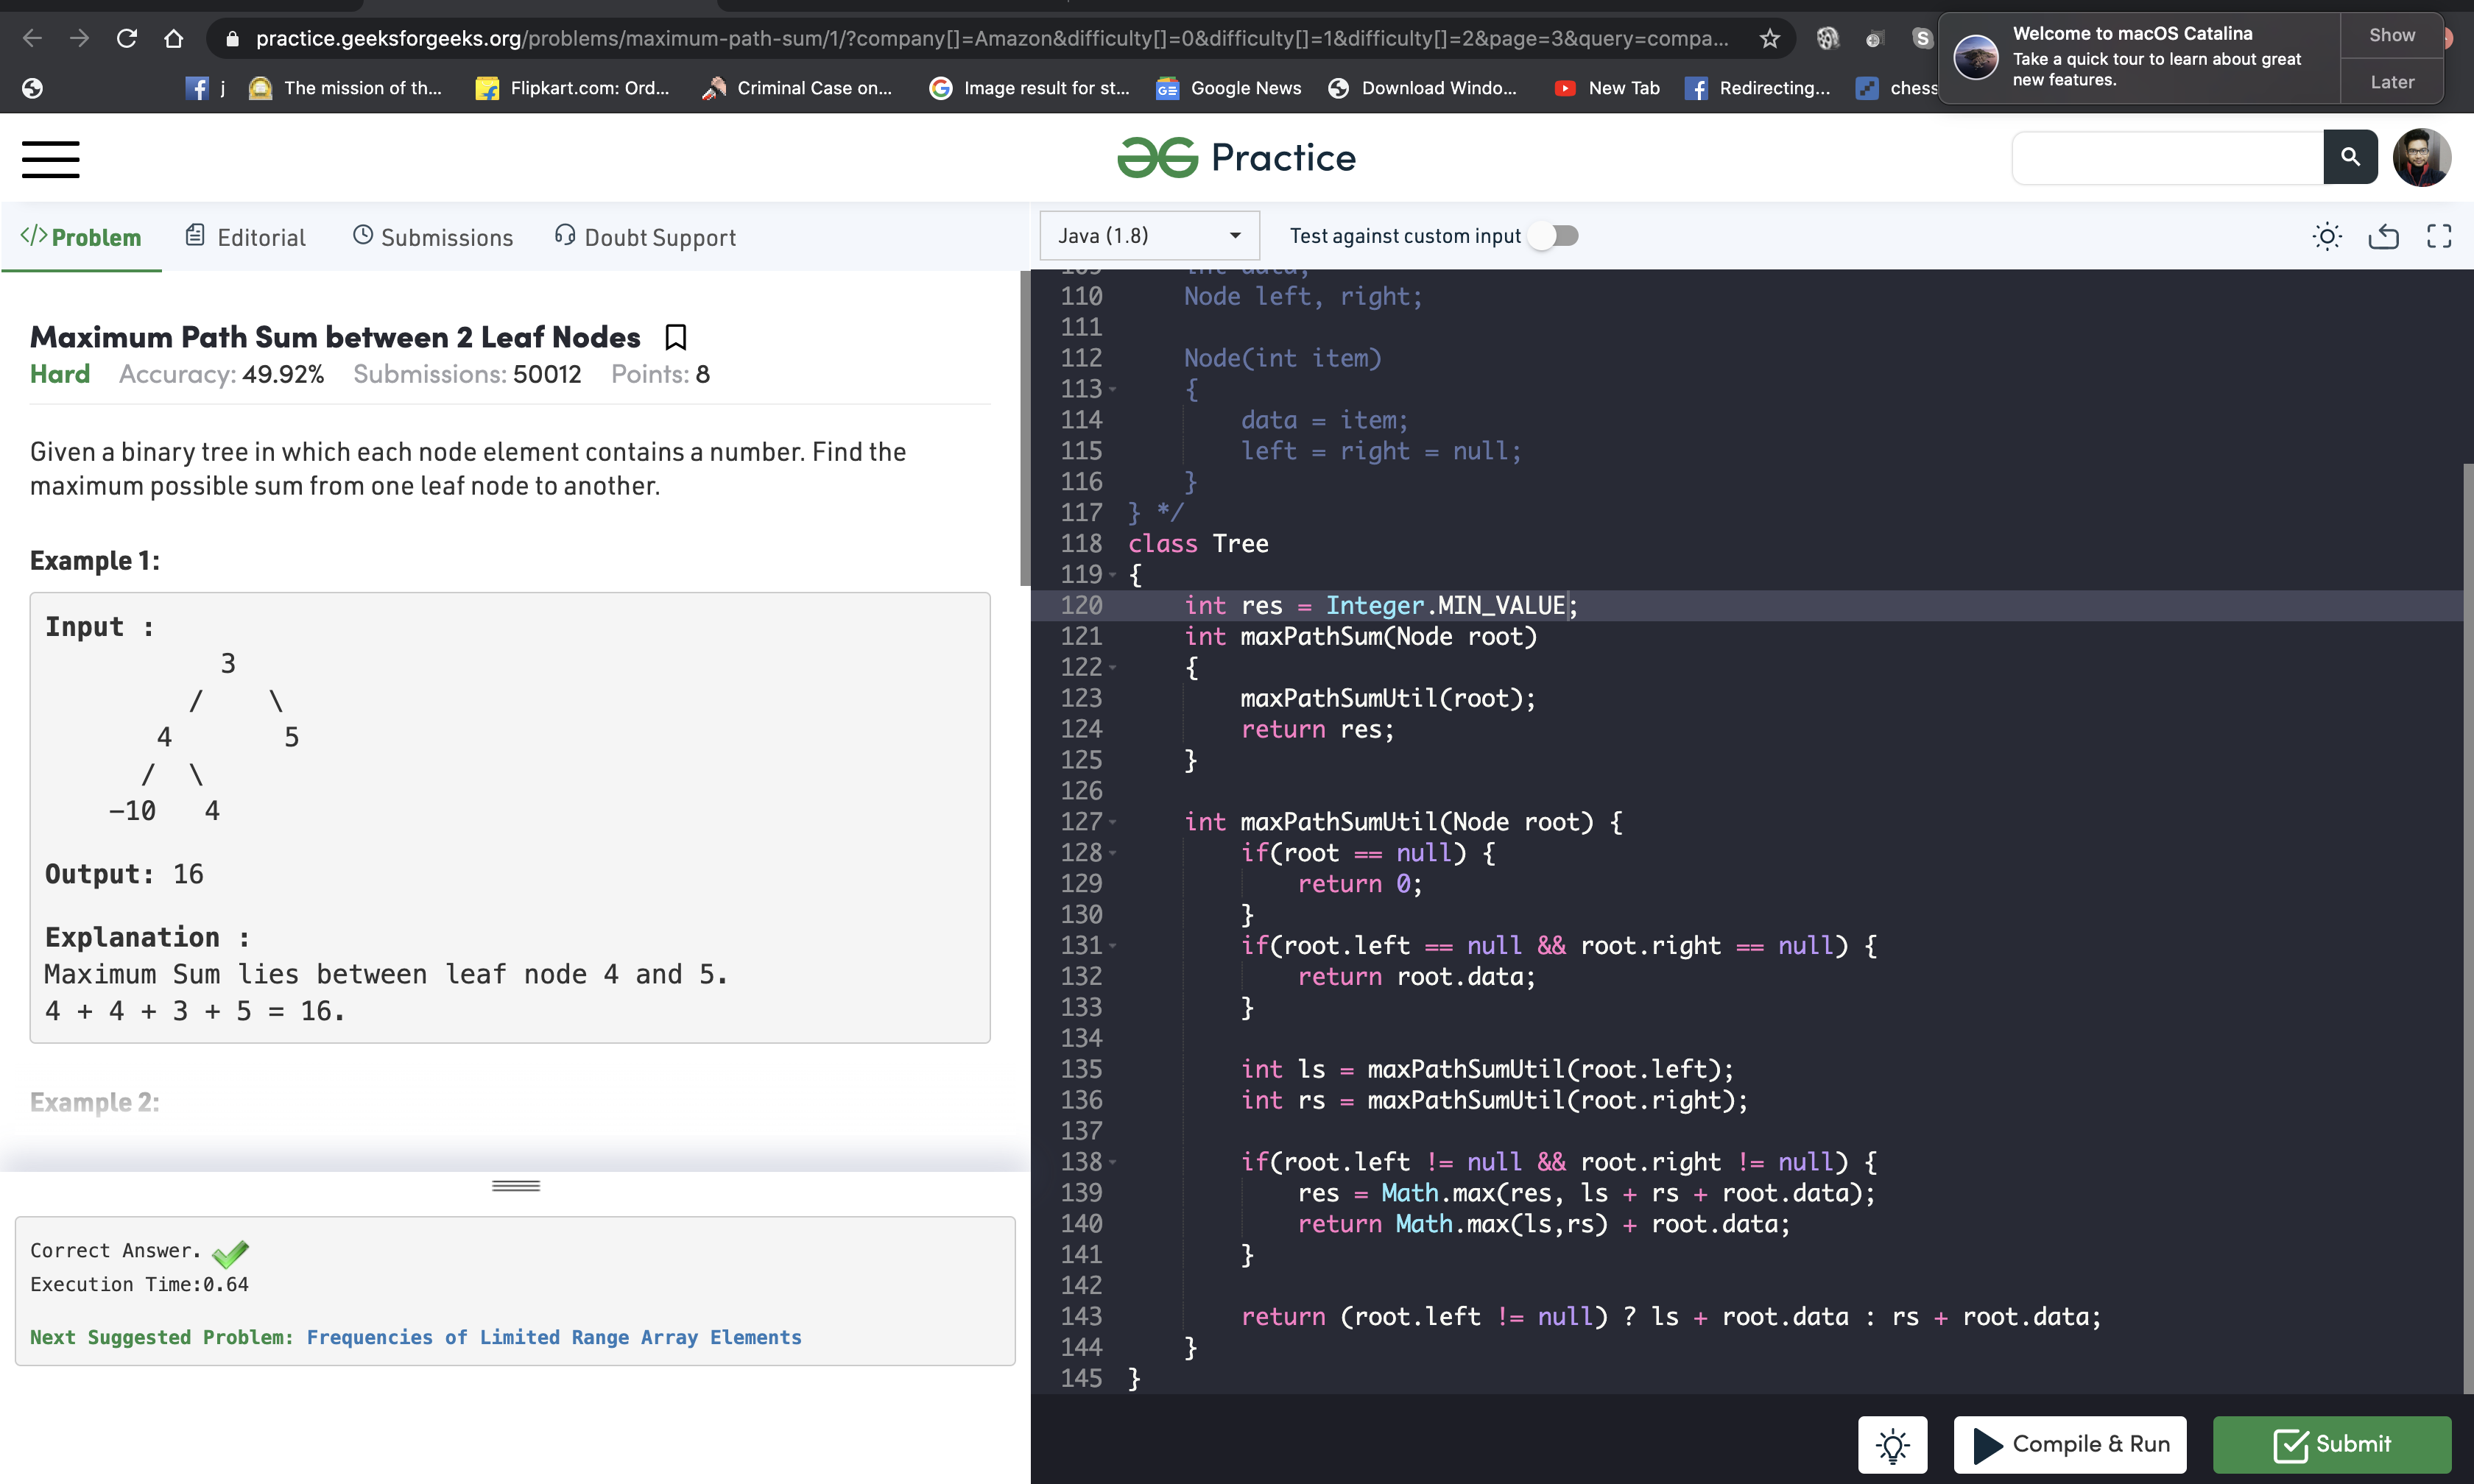 practice.geeksforgeeks.org/problems/maximum-path-sum/1/?company[]=Amazon&difficulty[]=0&difficulty[]=1&difficulty[]=2&page=3&query=compa...
Welcome to macOS Catalina
Take a quick tour to learn about great
new features.
Show
Later
j
The mission of th...
Flipkart.com: Ord...
Criminal Case on...
Image result for st...
Google News
Download Windo...
New Tab
Redirecting...
chess
Practice
</> Problem
Editorial
Submissions
Doubt Support
Java (1.8)
Test against custom input
Maximum Path Sum between 2 Leaf Nodes
Hard Accuracy: 49.92% Submissions: 50012 Points: 8
Given a binary tree in which each node element contains a number. Find the
maximum possible sum from one leaf node to another.
Example 1:
Input :
3
/ \
4 5
/ \
-10 4
Output: 16
Explanation :
Maximum Sum lies between leaf node 4 and 5.
4 + 4 + 3 + 5 = 16.
Example 2:
Correct Answer.
Execution Time:0.64
Next Suggested Problem: Frequencies of Limited Range Array Elements
109 int data;
110 Node left, right;
111
112 Node(int item)
113 {
114 data = item;
115 left = right = null;
116 }
117 } */
118 class Tree
119 {
120 int res = Integer.MIN_VALUE;
121 int maxPathSum(Node root)
122 {
123 maxPathSumUtil(root);
124 return res;
125 }
126
127 int maxPathSumUtil(Node root) {
128 if(root == null) {
129 return 0;
130 }
131 if(root.left == null && root.right == null) {
132 return root.data;
133 }
134
135 int ls = maxPathSumUtil(root.left);
136 int rs = maxPathSumUtil(root.right);
137
138 if(root.left != null && root.right != null) {
139 res = Math.max(res, ls + rs + root.data);
140 return Math.max(ls,rs) + root.data;
141 }
142
143 return (root.left != null) ? ls + root.data : rs + root.data;
144 }
145 }
Compile & Run
Submit